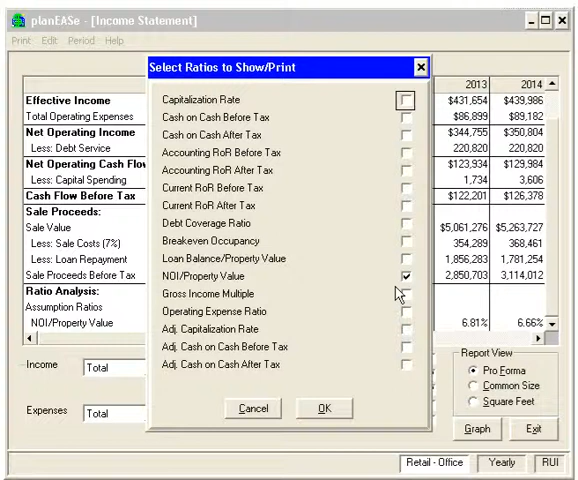 planEASe - [Income Statement]
Print Edit Period Help
Select Ratios to Show/Print
2013 2014
Effective Income $431,654 $439,986
Total Operating Expenses $86,899 $89,182
Net Operating Income $344,755 $350,804
Less: Debt Service 220,820 220,820
Net Operating Cash Flow $123,934 $129,984
Less: Capital Spending 1,734 3,606
Cash Flow Before Tax $122,201 $126,378
Sale Proceeds:
Sale Value $5,061,276 $5,263,727
Less: Sale Costs (7%) 354,289 368,461
Less: Loan Repayment 1,856,283 1,781,254
Sale Proceeds Before Tax 2,850,703 3,114,012
Ratio Analysis:
Assumption Ratios
NOI/Property Value 6.81% 6.66%
Capitalization Rate
Cash on Cash Before Tax
Cash on Cash After Tax
Accounting RoR Before Tax
Accounting RoR After Tax
Current RoR Before Tax
Current RoR After Tax
Debt Coverage Ratio
Breakeven Occupancy
Loan Balance/Property Value
NOI/Property Value
Gross Income Multiple
Operating Expense Ratio
Adj. Capitalization Rate
Adj. Cash on Cash Before Tax
Adj. Cash on Cash After Tax
Cancel OK
Income Total
Expenses Total
Report View
Pro Forma
Common Size
Square Feet
Graph Exit
Retail - Office Yearly RUI